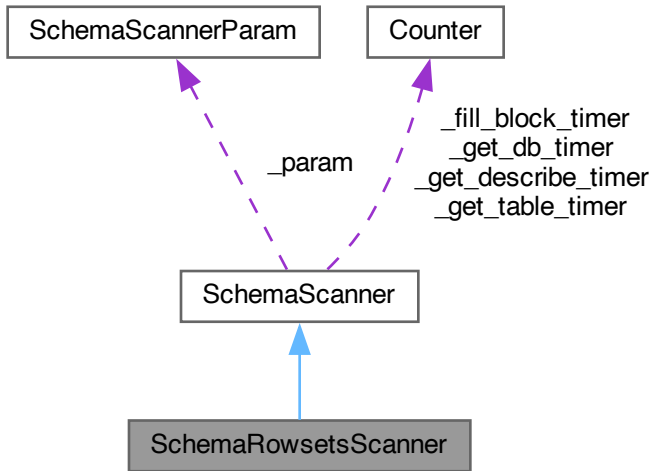 SchemaScannerParam
Counter
_param
_fill_block_timer
_get_db_timer
_get_describe_timer
_get_table_timer
SchemaScanner
SchemaRowsetsScanner